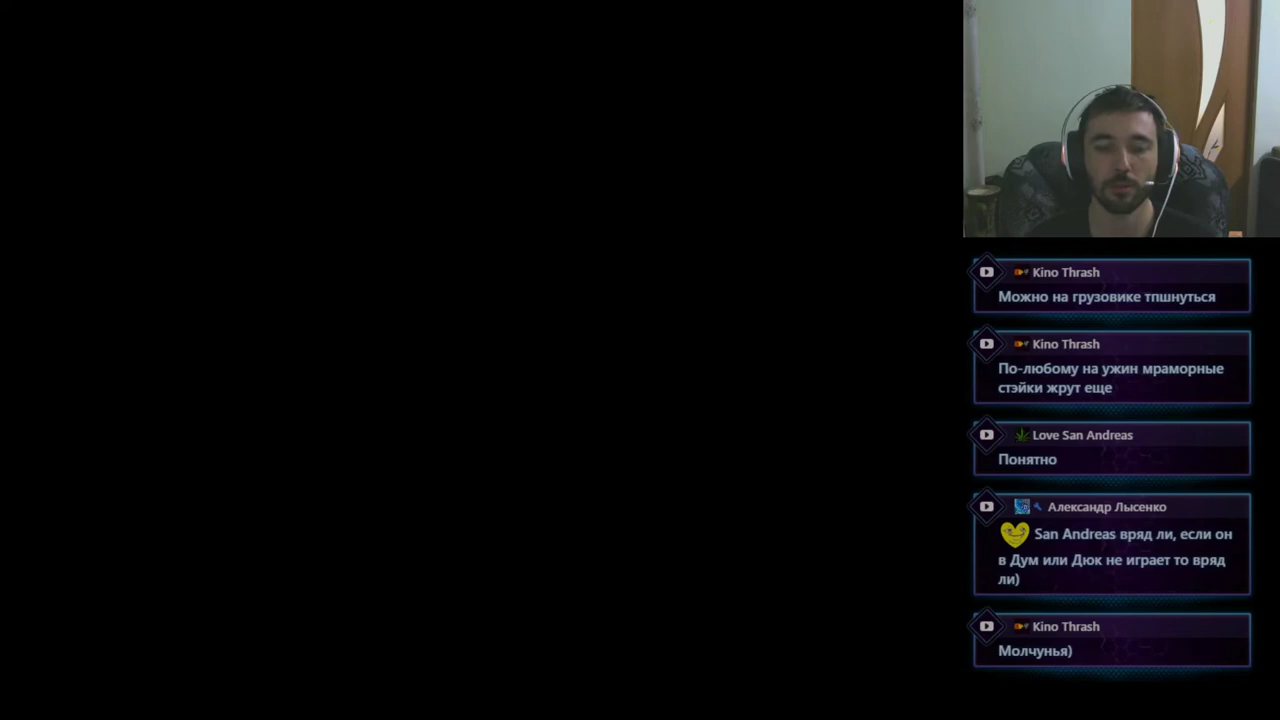 Kino Thrash
Можно на грузовике тпшнуться
Kino Thrash
По-любому на ужин мраморные
стэйки жрут еще
Love San Andreas
Понятно
Александр Лысенко
San Andreas вряд ли, если он
в Дум или Дюк не играет то вряд
ли)
Kino Thrash
Молчунья)